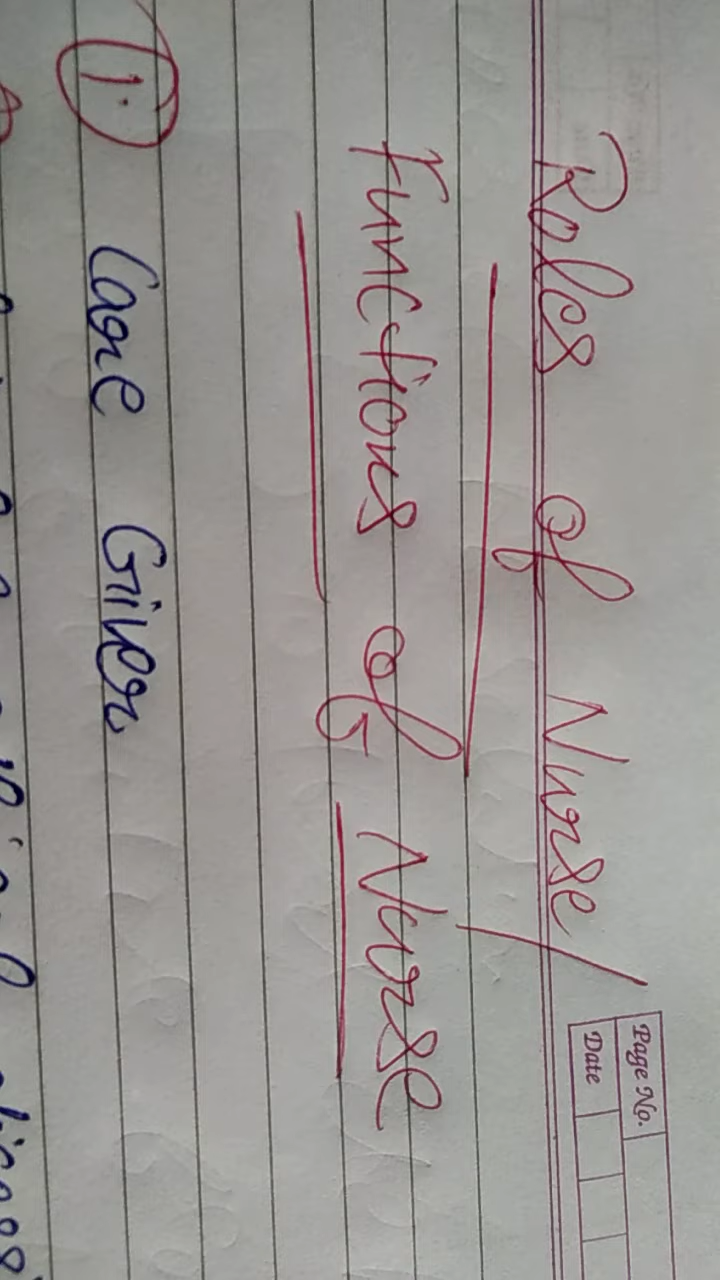 Page No.
Date
Roles of Nurse/
Functions of Nurse
1. Care Giver